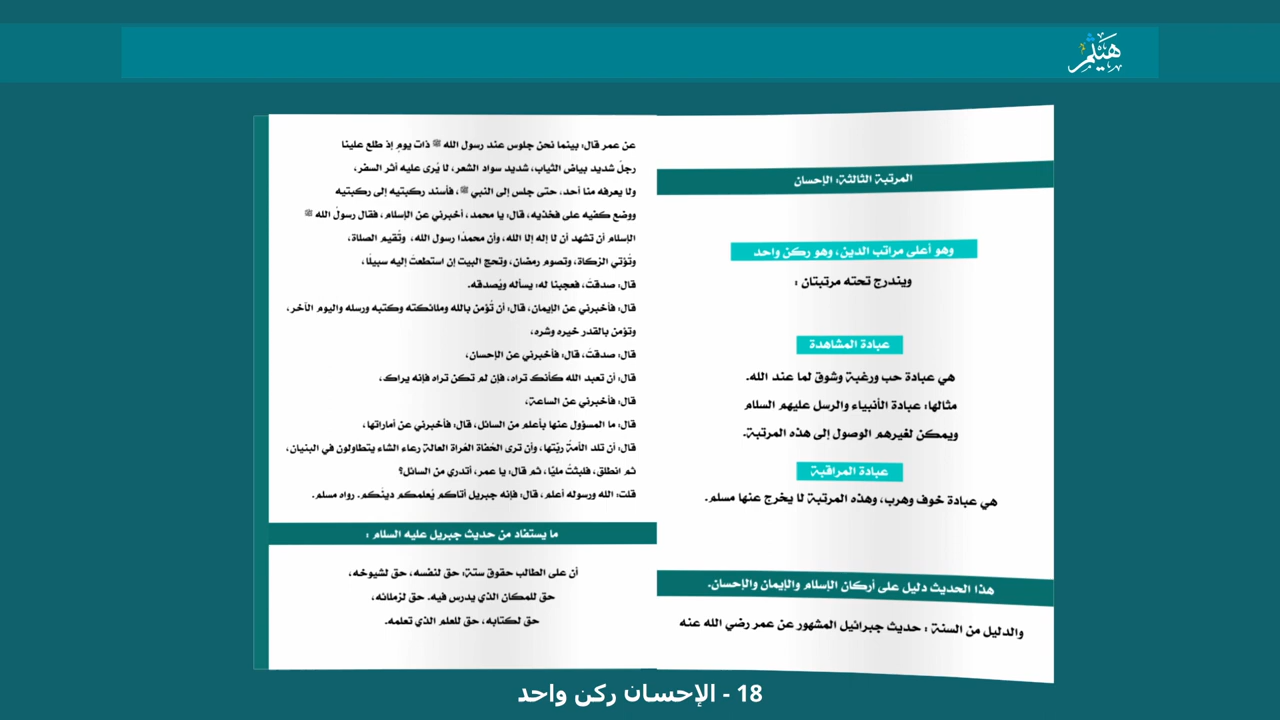 هيثم
المرتبة الثالثة: الإحسان
وهو أعلى مراتب الدين، وهو ركن واحد
ويندرج تحته مرتبتان :
عبادة المشاهدة
هي عبادة حب ورغبة وشوق لما عند الله.
مثالها: عبادة الأنبياء والرسل عليهم السلام
ويمكن لغيرهم الوصول إلى هذه المرتبة.
عبادة المراقبة
هي عبادة خوف وهرب، وهذه المرتبة لا يخرج عنها مسلم.
هذا الحديث دليل على أركان الإسلام والإيمان والإحسان.
والدليل من السنة : حديث جبرائيل المشهور عن عمر رضي الله عنه
عن عمر قال: بينما نحن جلوس عند رسول الله ﷺ ذات يومٍ إذ طلع علينا
رجلٌ شديد بياض الثياب، شديد سواد الشعر، لا يُرى عليه أثر السفر،
ولا يعرفه منا أحد، حتى جلس إلى النبي ﷺ، فأسند ركبتيه إلى ركبتيه
ووضع كفيه على فخذيه، قال: يا محمد، أخبرني عن الإسلام، فقال رسولُ الله ﷺ
الإسلام أن تشهد أن لا إله إلا الله، وأن محمدًا رسول الله، وتُقيم الصلاة،
وتُؤتي الزكاة، وتصوم رمضان، وتحج البيت إن استطعتَ إليه سبيلًا،
قال: صدقتَ، فعجبنا له: يسأله ويُصدقه.
قال: فأخبرني عن الإيمان، قال: أن تُؤمن بالله وملائكته وكتبه ورسله واليوم الأخر،
وتؤمن بالقدر خيره وشره،
قال: صدقتَ، قال: فأخبرني عن الإحسان،
قال: أن تعبد الله كأنك تراه، فإن لم تكن تراه فإنه يراك،
قال: فأخبرني عن الساعة،
قال: ما المسؤول عنها بأعلم من السائل، قال: فأخبرني عن أماراتها،
قال: أن تلد الأمةُ ربّتها، وأن ترى الحُفاة العُراة العالة رعاء الشاء يتطاولون في البنيان،
ثم انطلق، فلبثتُ مليًا، ثم قال: يا عمر، أتدري من السائل؟
قلت: الله ورسوله أعلم، قال: فإنه جبريل أتاكم يُعلمكم دينَكم. رواه مسلم.
ما يستفاد من حديث جبريل عليه السلام :
أن على الطالب حقوق ستة: حق لنفسه، حق لشيوخه،
حق للمكان الذي يدرس فيه. حق لزملائه،
حق لكتابه، حق للعلم الذي تعلمه.
18 - الإحسان ركن واحد